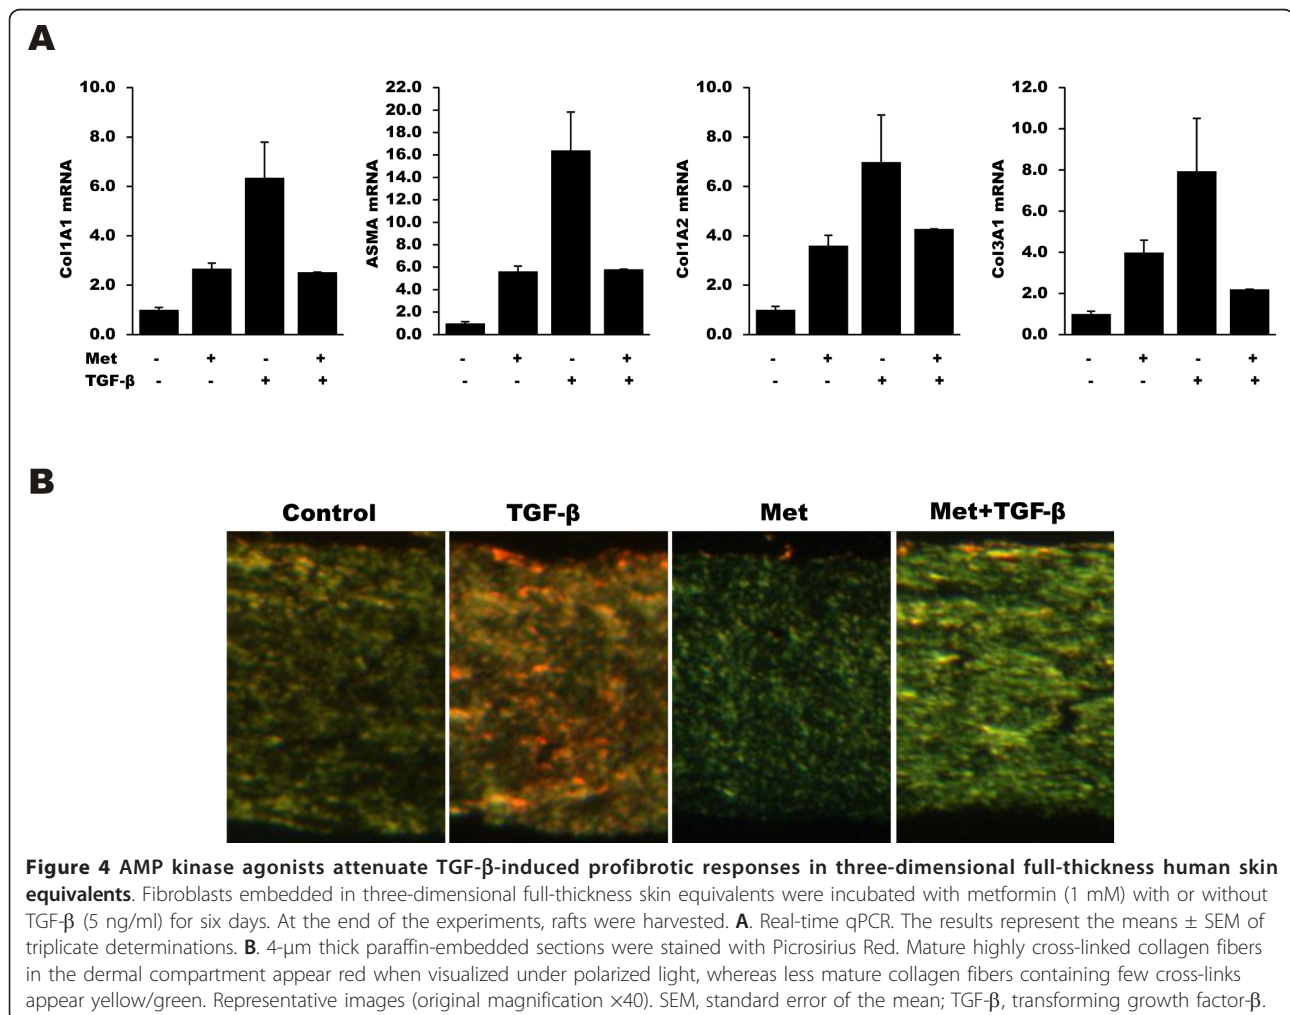 A
10.0
8.0
6.0
4.0
2.0
0.0
Col1A1 mRNA
22.0
20.0
18.0
16.0
14.0
12.0
10.0
8.0
6.0
4.0
2.0
0.0
ASMA mRNA
10.0
8.0
6.0
4.0
2.0
0.0
Col1A2 mRNA
12.0
10.0
8.0
6.0
4.0
2.0
0.0
Col3A1 mRNA
Met - + - + - + - + - + - + - + - +
TGF-β - - + + - - + + - - + + - - + +
B
Control TGF-β Met Met+TGF-β
Figure 4 AMP kinase agonists attenuate TGF-β-induced profibrotic responses in three-dimensional full-thickness human skin
equivalents. Fibroblasts embedded in three-dimensional full-thickness skin equivalents were incubated with metformin (1 mM) with or without
TGF-β (5 ng/ml) for six days. At the end of the experiments, rafts were harvested. A. Real-time qPCR. The results represent the means ± SEM of
triplicate determinations. B. 4-μm thick paraffin-embedded sections were stained with Picrosirius Red. Mature highly cross-linked collagen fibers
in the dermal compartment appear red when visualized under polarized light, whereas less mature collagen fibers containing few cross-links
appear yellow/green. Representative images (original magnification ×40). SEM, standard error of the mean; TGF-β, transforming growth factor-β.